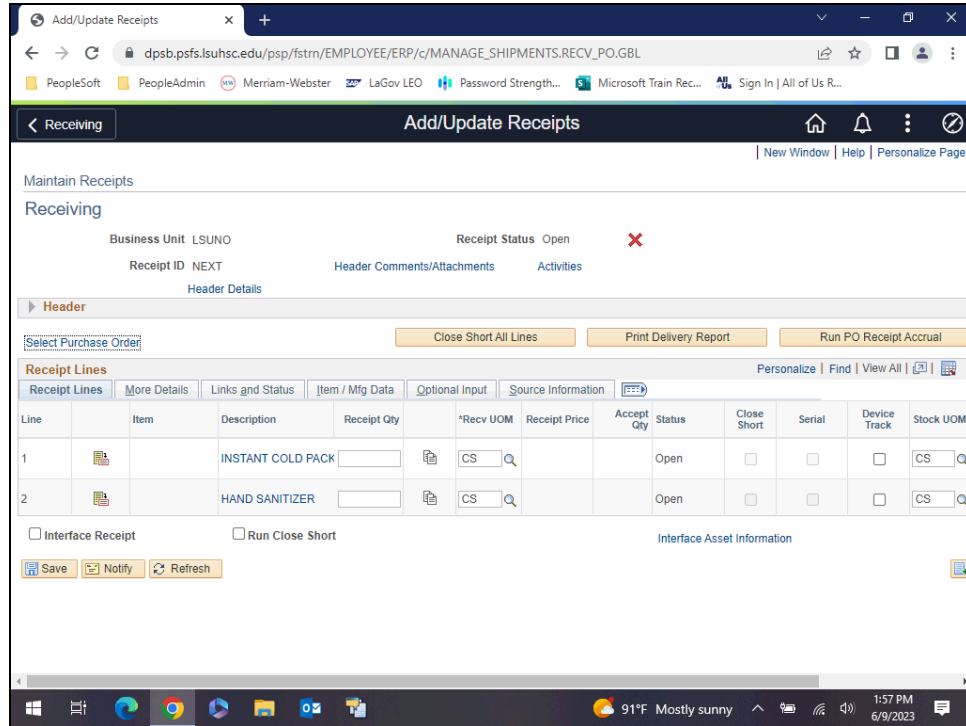 Add/Update Receipts
dpsb.psfs.lsuhsc.edu/psp/fstrn/EMPLOYEE/ERP/c/MANAGE_SHIPMENTS.RECV_PO.GBL
PeopleSoft PeopleAdmin MW Merriam-Webster SAP LaGov LEO Password Strength... S Microsoft Train Rec... All Us Sign In | All of Us R...
Receiving Add/Update Receipts
New Window | Help | Personalize Page
Maintain Receipts
Receiving
Business Unit LSUNO Receipt Status Open
Receipt ID NEXT Header Comments/Attachments Activities
Header Details
Header
Select Purchase Order Close Short All Lines Print Delivery Report Run PO Receipt Accrual
Receipt Lines Personalize | Find | View All
Receipt Lines More Details Links and Status Item / Mfg Data Optional Input Source Information
Line Item Description Receipt Qty *Recv UOM Receipt Price Accept Qty Status Close Short Serial Device Track Stock UOM
1 INSTANT COLD PACK CS Open CS
2 HAND SANITIZER CS Open CS
Interface Receipt Run Close Short Interface Asset Information
Save Notify Refresh
91°F Mostly sunny 1:57 PM
6/9/2023